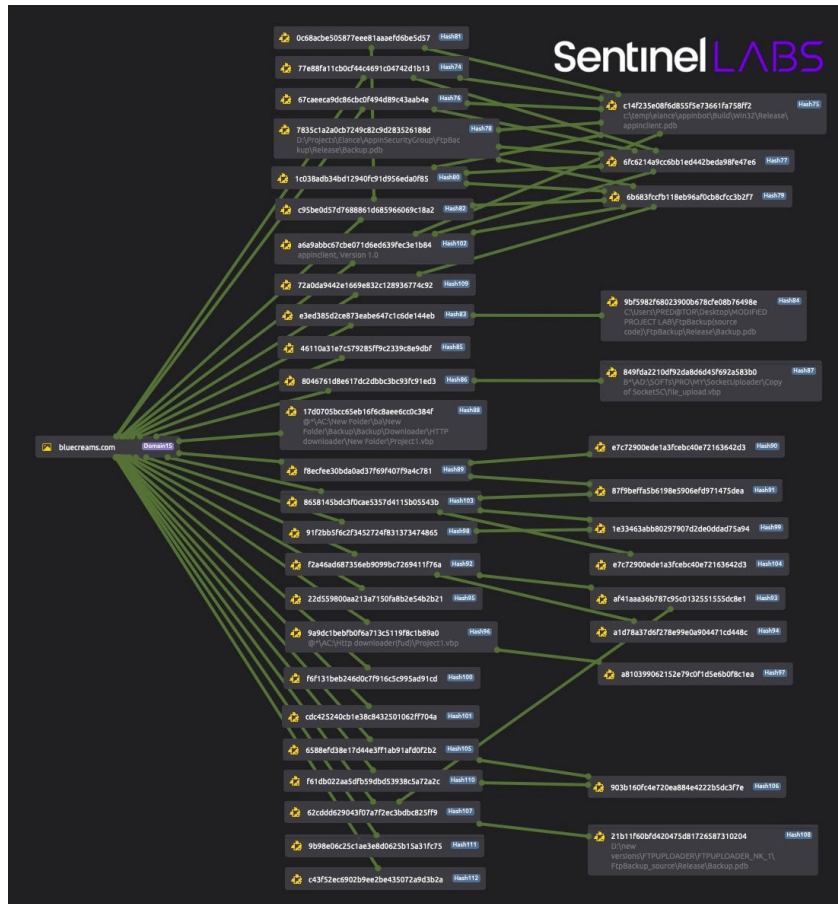 SentinelLABS
0c68acbe505877eee81aaaefd6be5d57 Hash81
77e88fa11cb0cf44c4691c04742d1b13 Hash74
67caeeca9dc86cbc0f494d89c43aab4e Hash76
7835c1a2a0cb7249c82c9d283526188d Hash78
D:\Projects\Elance\AppInSecurityGroup\FtpBac
kup\Release\Backup.pdb
1c038adb34bd12940fc91d956eda0f85 Hash80
c95be0d57d7688861d685966069c18a2 Hash82
a6a9abbc67cbe071d6ed639fec3e1b84 Hash102
appinclient, Version 1.0
72a0da9442e1669e832c128936774c92 Hash109
e3ed385d2ce873eabe647c1c6de144eb Hash83
46110a31e7c579285ff9c2339c8e9dbf Hash85
8046761d8e617dc2dbbc3bc93fc91ed3 Hash86
17d0705bcc65eb16f6c8aee6cc0c384f Hash88
@*\AC:\New Folder\ba\New
Folder\Backup\Backup\Downloader\HTTP
downloader\New Folder\Project1.vbp
bluecreams.com Domain15
f8ecfee30bda0ad37f69f407f9a4c781 Hash89
8658145bdc3f0cae5357d4115b05543b Hash103
91f2bb5f6c2f3452724f831373474865 Hash98
f2a46ad687356eb9099bc7269411f76a Hash92
22d559800aa213a7150fa8b2e54b2b21 Hash95
9a9dc1bebfb0f6a713c5119f8c1b89a0 Hash96
@*\AC:\Http downloader(fud)\Project1.vbp
f6f131beb246d0c7f916c5c995ad91cd Hash100
cdc425240cb1e38c8432501062ff704a Hash101
6588efd38e17d44e3ff1ab91afd0f2b2 Hash105
f61db022aa5dfb59dbd53938c5a72a2c Hash110
62cddd629043f07a7f2ec3bdbc825ff9 Hash107
9b98e06c25c1ae3e8d0625b15a31fc75 Hash111
c43f52ec6902b9ee2be435072a9d3b2a Hash112
c14f235e08f6d855f5e73661fa758ff2 Hash75
c:\temp\elance\appinbot\Build\Win32\Release\
appinclient.pdb
6fc6214a9cc6bb1ed442beda98fe47e6 Hash77
6b683fccfb118eb96af0cb8cfcc3b2f7 Hash79
9bf5982f68023900b678cfe08b76498e Hash84
C:\Users\PRED@TOR\Desktop\MODIFIED
PROJECT LAB\FtpBackup(source
code)\FtpBackup\Release\Backup.pdb
849fda2210df92da8d6d45f692a583b0 Hash87
B*\AD:\SOFTs\PRO\MY\SocketUploader\Copy
of SocketSC\file_upload.vbp
e7c72900ede1a3fcebc40e72163642d3 Hash90
87f9beffa5b6198e5906efd971475dea Hash91
1e33463abb80297907d2de0ddad75a94 Hash99
e7c72900ede1a3fcebc40e72163642d3 Hash104
af41aaa36b787c95c0132551555dc8e1 Hash93
a1d78a37d6f278e99e0a904471cd448c Hash94
a810399062152e79c0f1d5e6b0f8c1ea Hash97
903b160fc4e720ea884e4222b5dc3f7e Hash106
21b11f60bfd420475d81726587310204 Hash108
D:\new
versions\FTPUPLOADER\FTPUPLOADER_NK_1\
FtpBackup_source\Release\Backup.pdb